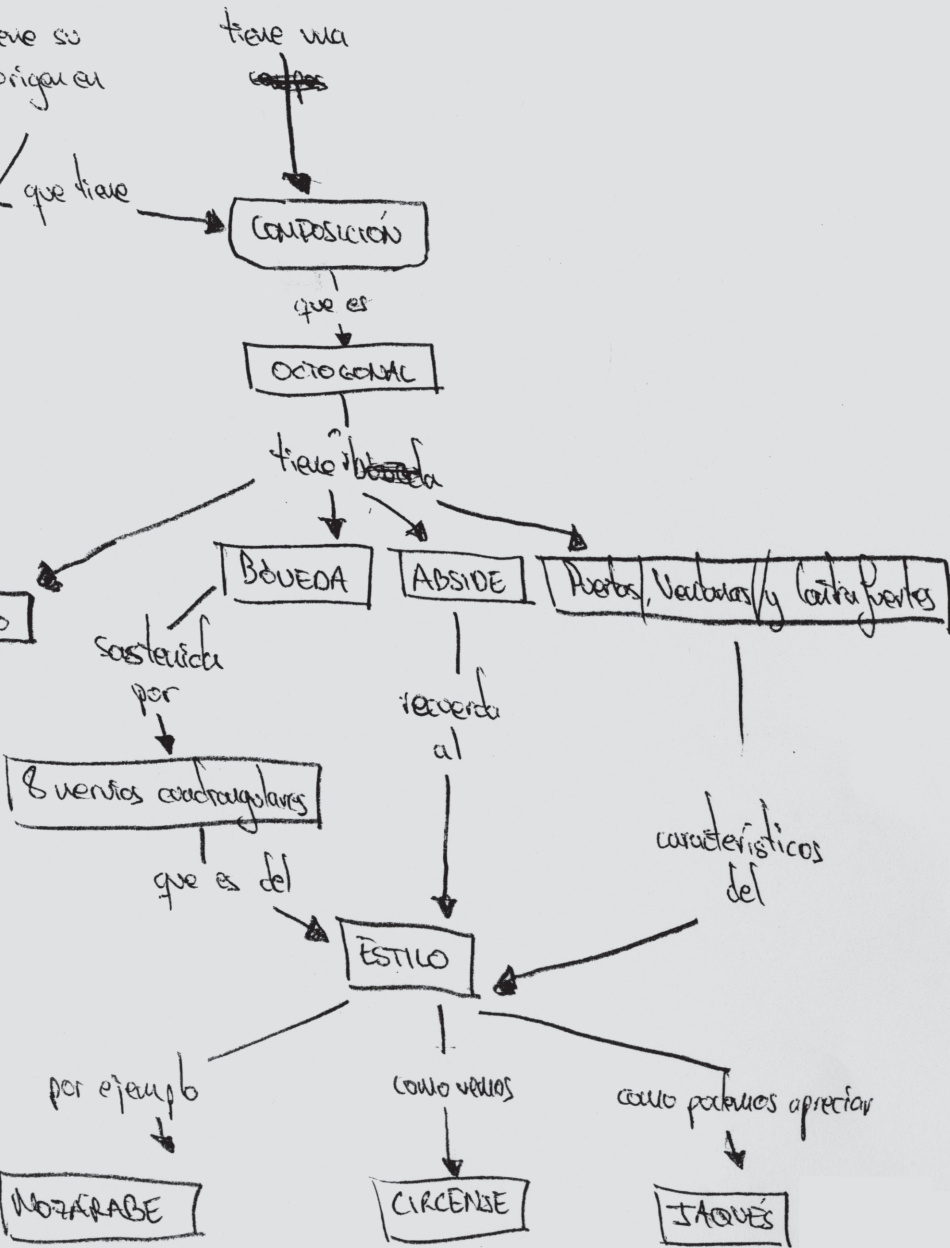 ene su
origen en
tiene una
que tiene
COMPOSICIÓN
que es
OCTOGONAL
tiene
O
BÓVEDA
ABSIDE
Puertas, Ventanas y Contrafuertes
sostenida
por
recuerda
al
8 nervios cuadrangulares
característicos
del
que es del
ESTILO
por ejemplo
como vemos
como podemos apreciar
MOZÁRABE
CIRCENSE
JAQUÉS